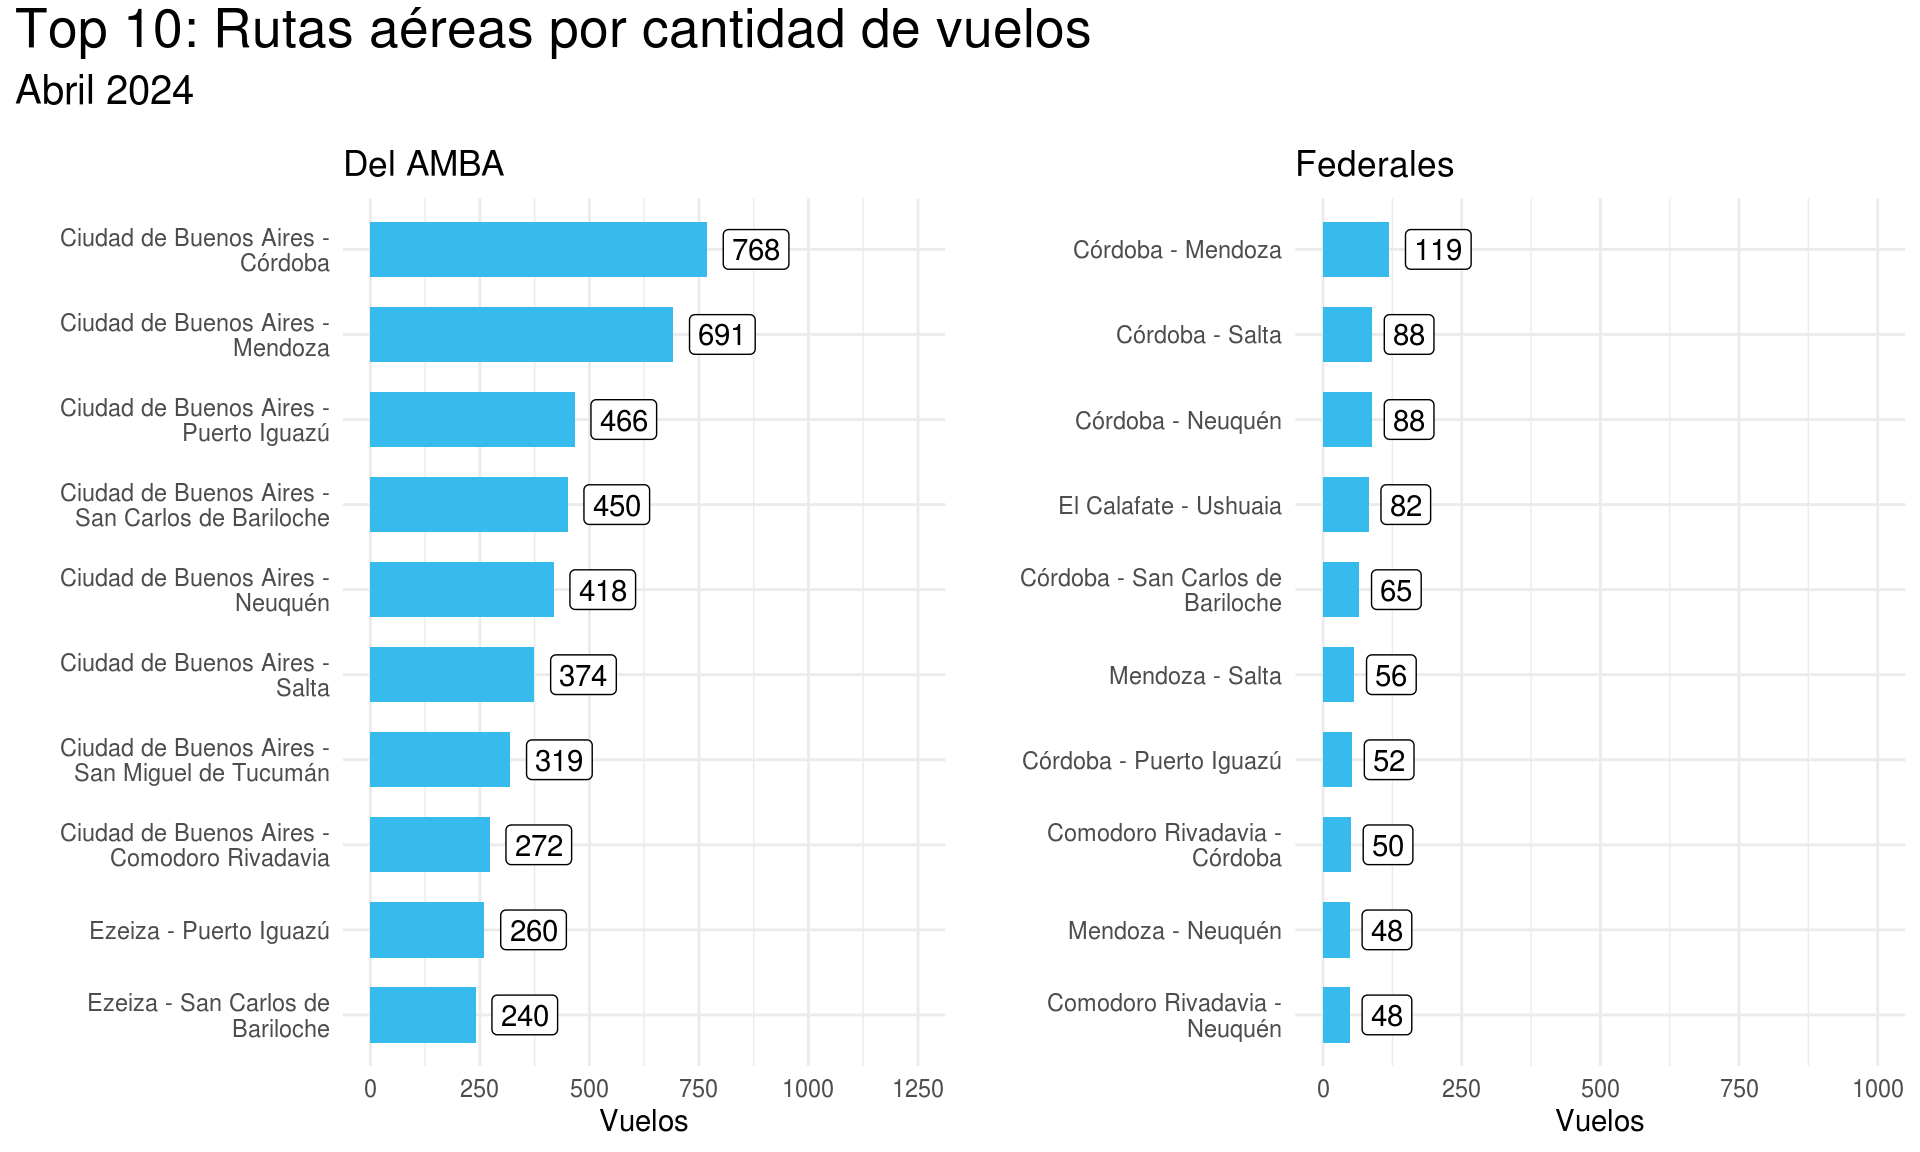 Top 10: Rutas aéreas por cantidad de vuelos
Abril 2024
Del AMBA
Ciudad de Buenos Aires -
Córdoba
768
Ciudad de Buenos Aires -
Mendoza
691
Ciudad de Buenos Aires -
Puerto Iguazú
466
Ciudad de Buenos Aires -
San Carlos de Bariloche
450
Ciudad de Buenos Aires -
Neuquén
418
Ciudad de Buenos Aires -
Salta
374
Ciudad de Buenos Aires -
San Miguel de Tucumán
319
Ciudad de Buenos Aires -
Comodoro Rivadavia
272
Ezeiza - Puerto Iguazú
260
Ezeiza - San Carlos de
Bariloche
240
0 250 500 750 1000 1250
Vuelos
Federales
Córdoba - Mendoza
119
Córdoba - Salta
88
Córdoba - Neuquén
88
El Calafate - Ushuaia
82
Córdoba - San Carlos de
Bariloche
65
Mendoza - Salta
56
Córdoba - Puerto Iguazú
52
Comodoro Rivadavia -
Córdoba
50
Mendoza - Neuquén
48
Comodoro Rivadavia -
Neuquén
48
0 250 500 750 1000
Vuelos